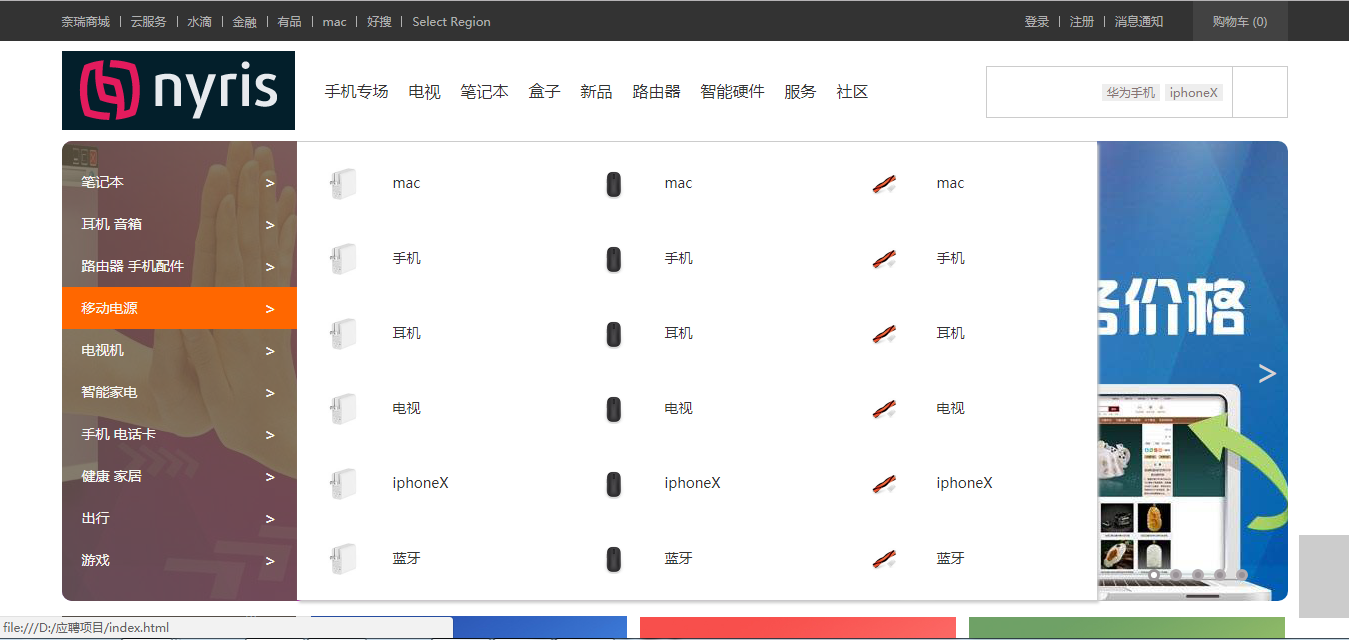 亲瑞商城 | 云服务 | 水滴 | 金融 | 有品 | mac | 好搜 | Select Region 登录 | 注册 | 消息通知 购物车 (0)
nyris 手机专场 电视 笔记本 盒子 新品 路由器 智能硬件 服务 社区 华为手机 iphoneX
笔记本 > mac mac mac
耳机 音箱 >
路由器 手机配件 > 手机 手机 手机
移动电源 >
价格
电视机 > 耳机 耳机 耳机
>
智能家电 > 电视 电视 电视
手机 电话卡 >
健康 家居 > iphoneX iphoneX iphoneX
出行 >
游戏 > 蓝牙 蓝牙 蓝牙
file:///D:/应聘项目/index.html